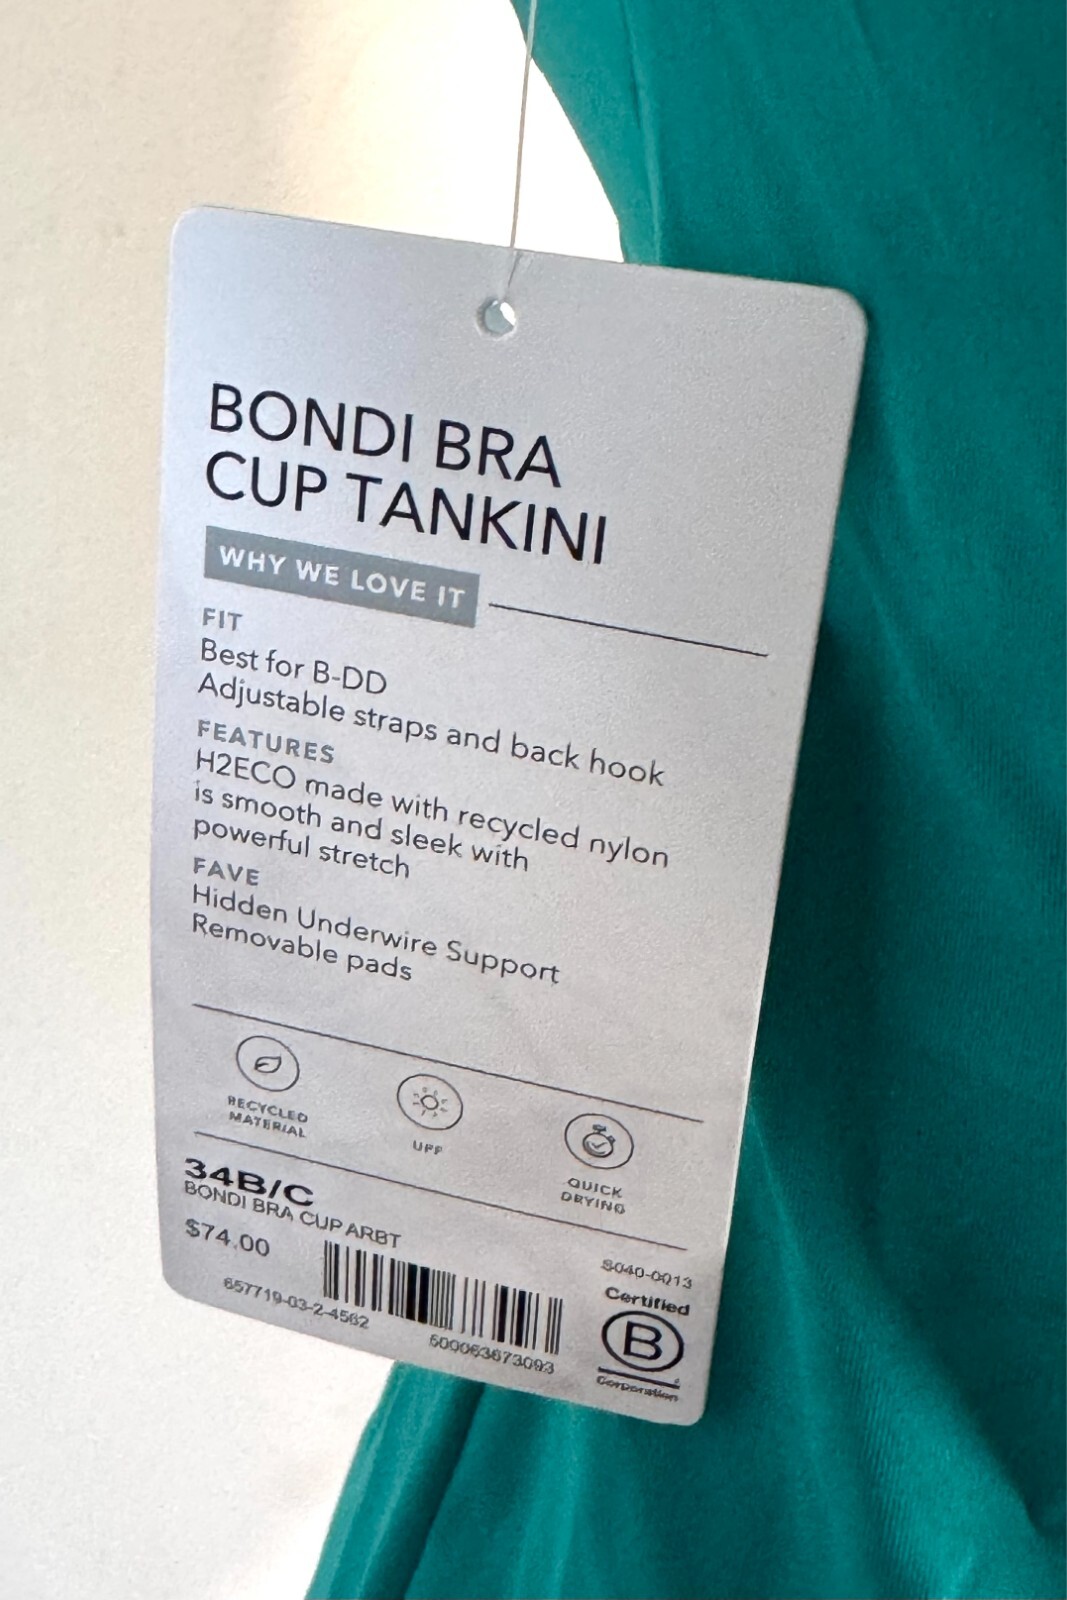 BONDI BRA
CUP TANKINI
WHY WE LOVE IT
FIT
Best for B-DD
Adjustable straps and back hook
FEATURES
H2ECO made with recycled nylon
is smooth and sleek with
powerful stretch
FAVE
Hidden Underwire Support
Removable pads
RECYCLED
MATERIAL
UPF
QUICK
DRYING
34B/C
BONDI BRA CUP ARBT
$74.00
S040-0013
657719-03-2-4562
500063673093
Certified
B
Corporation